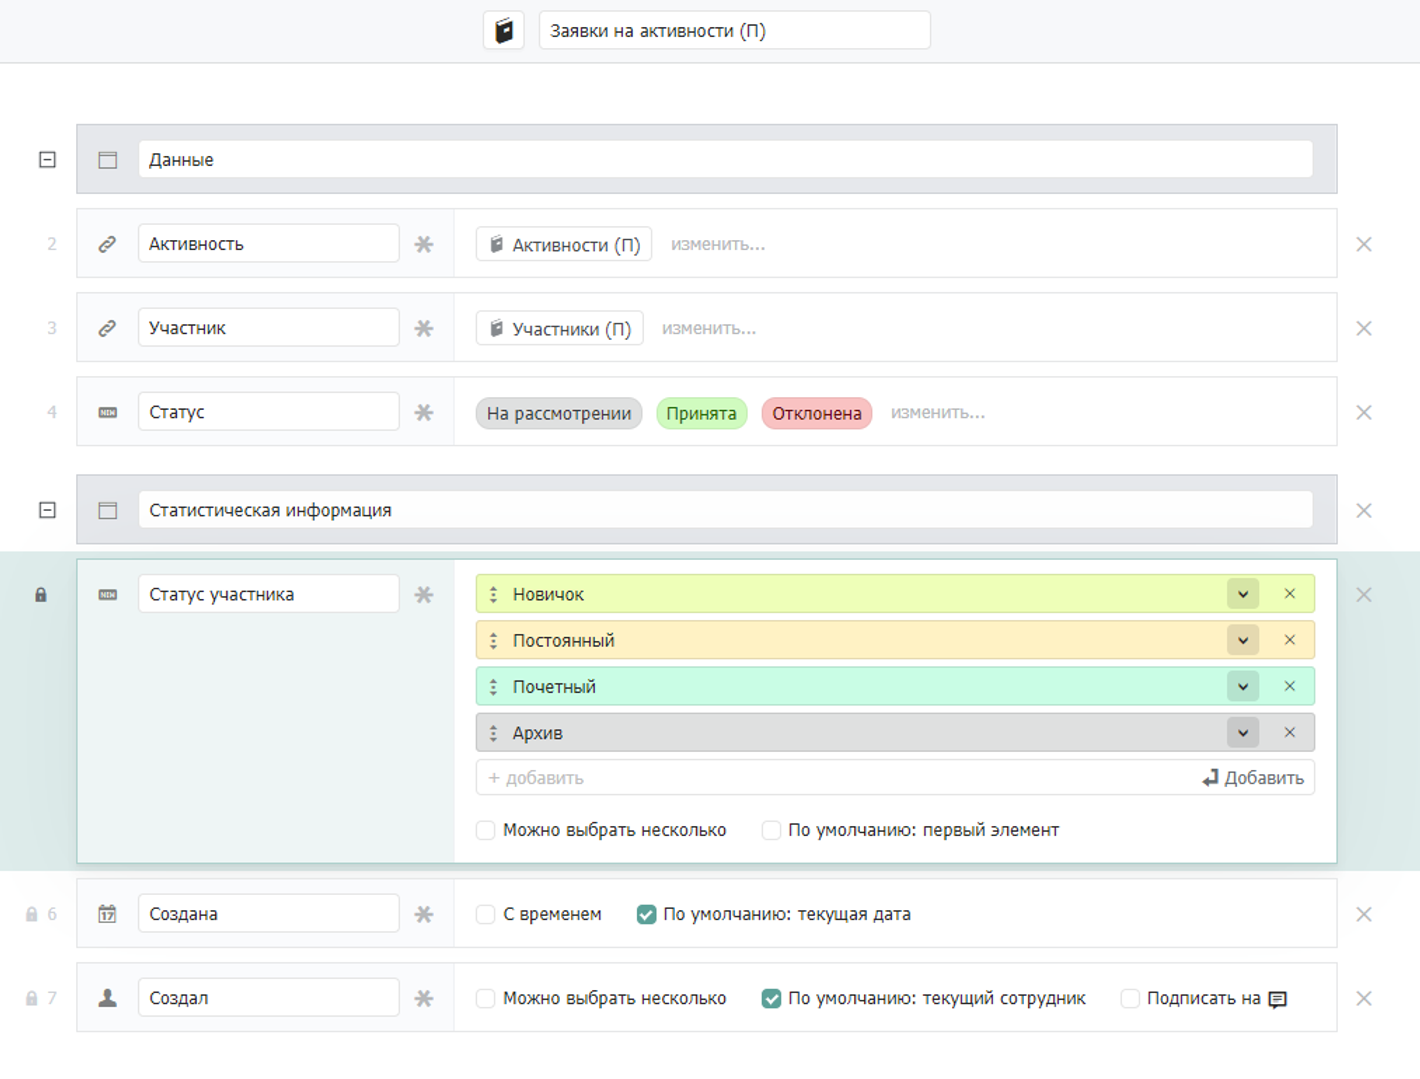 Заявки на активности (П)
Данные
2 Активность Активности (П) изменить...
3 Участник Участники (П) изменить...
4 Статус На рассмотрении Принята Отклонена изменить...
Статистическая информация
Статус участника Новичок
Постоянный
Почетный
Архив
+ добавить Добавить
Можно выбрать несколько По умолчанию: первый элемент
6 17 Создана С временем По умолчанию: текущая дата
7 Создал Можно выбрать несколько По умолчанию: текущий сотрудник Подписать на